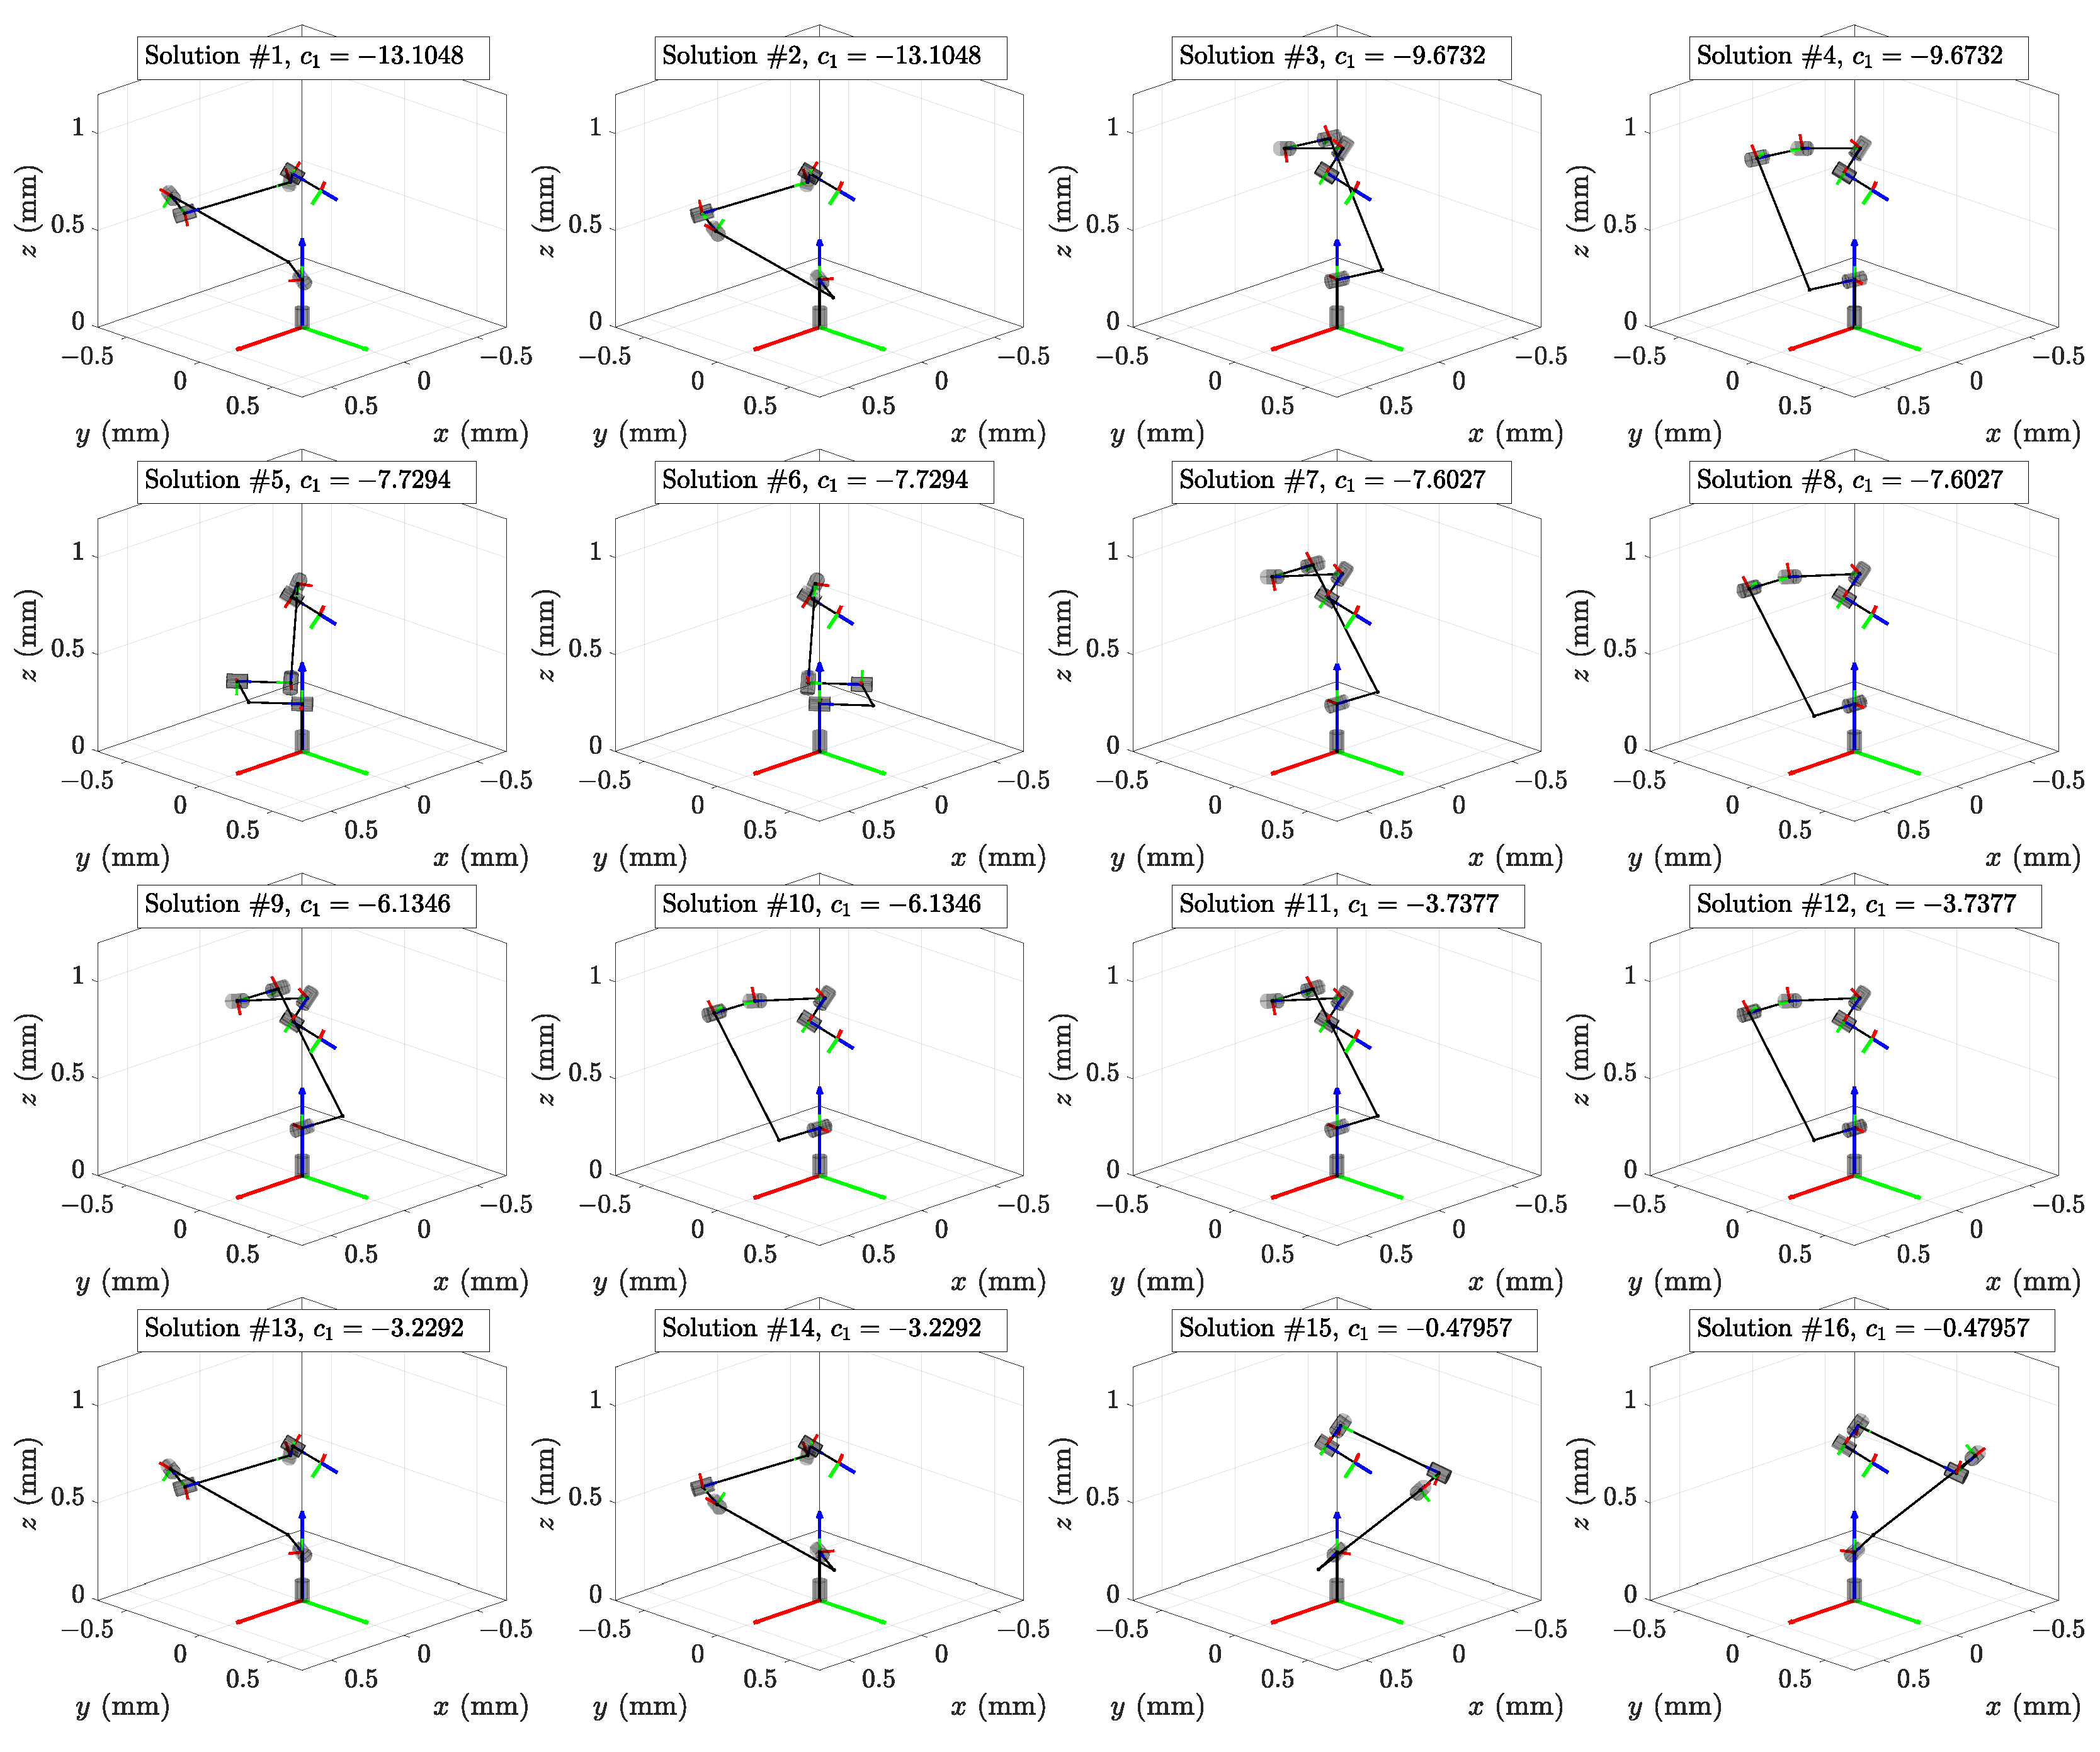 Solution #1, c₁ = −13.1048
1
0.5
0
z (mm)
−0.5
0
0.5
y (mm)
0.5
0
−0.5
x (mm)
Solution #2, c₁ = −13.1048
1
0.5
0
z (mm)
−0.5
0
0.5
y (mm)
0.5
0
−0.5
x (mm)
Solution #3, c₁ = −9.6732
1
0.5
0
z (mm)
−0.5
0
0.5
y (mm)
0.5
0
−0.5
x (mm)
Solution #4, c₁ = −9.6732
1
0.5
0
z (mm)
−0.5
0
0.5
y (mm)
0.5
0
−0.5
x (mm)
Solution #5, c₁ = −7.7294
1
0.5
0
z (mm)
−0.5
0
0.5
y (mm)
0.5
0
−0.5
x (mm)
Solution #6, c₁ = −7.7294
1
0.5
0
z (mm)
−0.5
0
0.5
y (mm)
0.5
0
−0.5
x (mm)
Solution #7, c₁ = −7.6027
1
0.5
0
z (mm)
−0.5
0
0.5
y (mm)
0.5
0
−0.5
x (mm)
Solution #8, c₁ = −7.6027
1
0.5
0
z (mm)
−0.5
0
0.5
y (mm)
0.5
0
−0.5
x (mm)
Solution #9, c₁ = −6.1346
1
0.5
0
z (mm)
−0.5
0
0.5
y (mm)
0.5
0
−0.5
x (mm)
Solution #10, c₁ = −6.1346
1
0.5
0
z (mm)
−0.5
0
0.5
y (mm)
0.5
0
−0.5
x (mm)
Solution #11, c₁ = −3.7377
1
0.5
0
z (mm)
−0.5
0
0.5
y (mm)
0.5
0
−0.5
x (mm)
Solution #12, c₁ = −3.7377
1
0.5
0
z (mm)
−0.5
0
0.5
y (mm)
0.5
0
−0.5
x (mm)
Solution #13, c₁ = −3.2292
1
0.5
0
z (mm)
−0.5
0
0.5
y (mm)
0.5
0
−0.5
x (mm)
Solution #14, c₁ = −3.2292
1
0.5
0
z (mm)
−0.5
0
0.5
y (mm)
0.5
0
−0.5
x (mm)
Solution #15, c₁ = −0.47957
1
0.5
0
z (mm)
−0.5
0
0.5
y (mm)
0.5
0
−0.5
x (mm)
Solution #16, c₁ = −0.47957
1
0.5
0
z (mm)
−0.5
0
0.5
y (mm)
0.5
0
−0.5
x (mm)